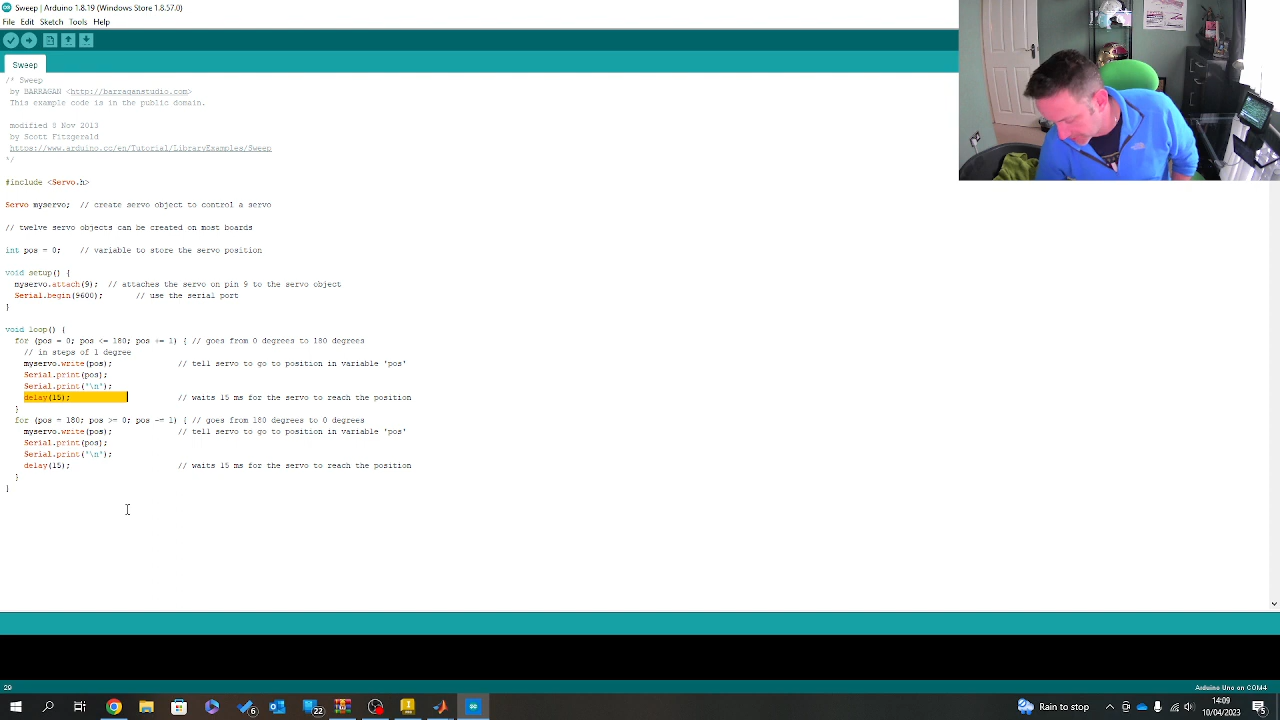 Sweep | Arduino 1.8.19 (Windows Store 1.8.57.0)
File Edit Sketch Tools Help
Sweep
/* Sweep
by BARRAGAN <http://barraganstudio.com>
This example code is in the public domain.
modified 8 Nov 2013
by Scott Fitzgerald
https://www.arduino.cc/en/Tutorial/LibraryExamples/Sweep
*/
#include <Servo.h>
Servo myservo;  // create servo object to control a servo
// twelve servo objects can be created on most boards
int pos = 0;    // variable to store the servo position
void setup() {
myservo.attach(9);  // attaches the servo on pin 9 to the servo object
Serial.begin(9600);       // use the serial port
}
void loop() {
for (pos = 0; pos <= 180; pos += 1) { // goes from 0 degrees to 180 degrees
// in steps of 1 degree
myservo.write(pos);              // tell servo to go to position in variable 'pos'
Serial.print(pos);
Serial.print('\n');
delay(15);                       // waits 15 ms for the servo to reach the position
}
for (pos = 180; pos >= 0; pos -= 1) { // goes from 180 degrees to 0 degrees
myservo.write(pos);              // tell servo to go to position in variable 'pos'
Serial.print(pos);
Serial.print('\n');
delay(15);                       // waits 15 ms for the servo to reach the position
}
}
29
Arduino Uno on COM4
6
22
Rain to stop
14:09
10/04/2023
3